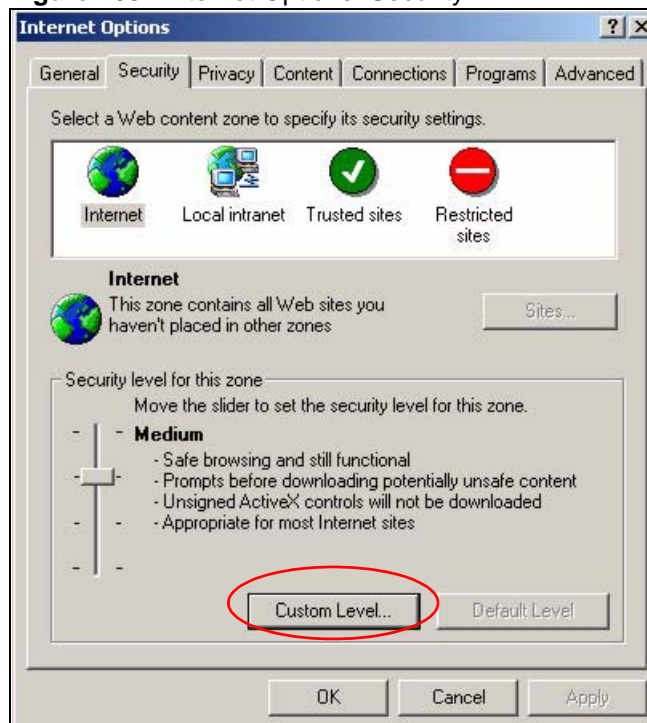 Internet Options
General Security Privacy Content Connections Programs Advanced
Select a Web content zone to specify its security settings.
Internet Local intranet Trusted sites Restricted sites
Internet
This zone contains all Web sites you
haven't placed in other zones
Sites...
Security level for this zone
Move the slider to set the security level for this zone.
Medium
- Safe browsing and still functional
- Prompts before downloading potentially unsafe content
- Unsigned ActiveX controls will not be downloaded
- Appropriate for most Internet sites
Custom Level... Default Level
OK Cancel Apply